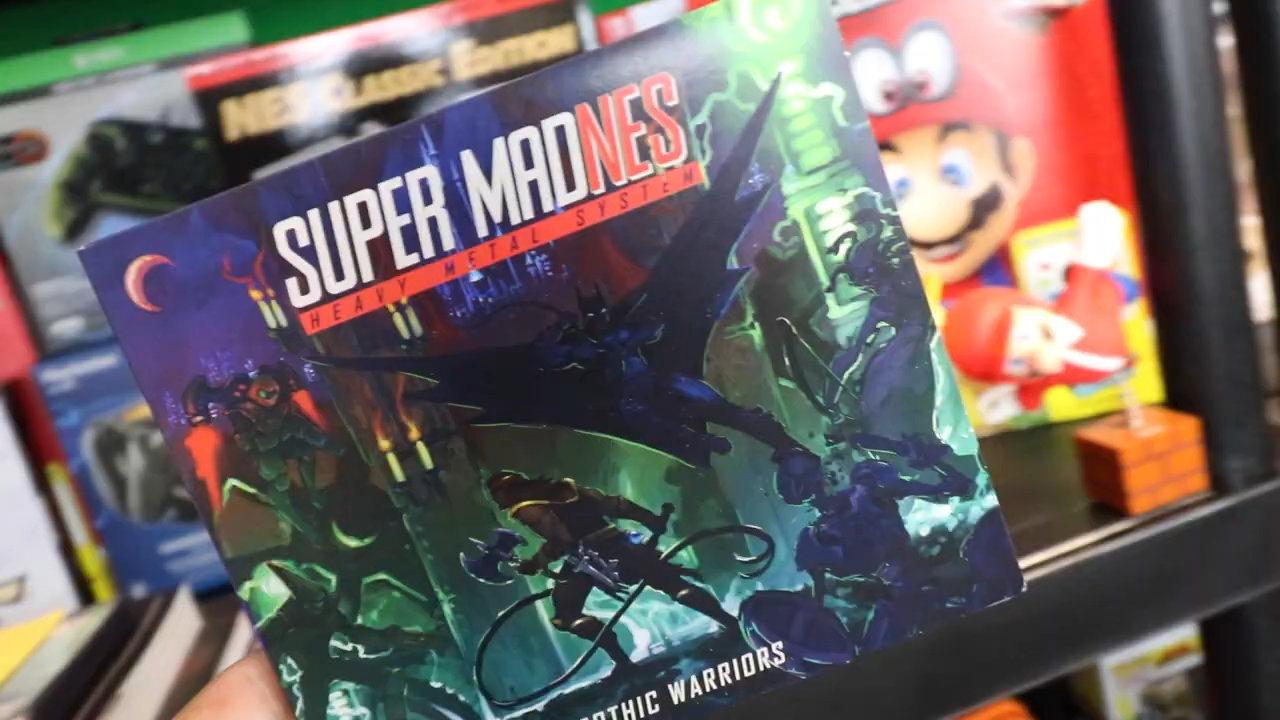 NES CLASSIC EDITION
SUPER MADNES
HEAVY METAL SYSTEM
GOTHIC WARRIORS